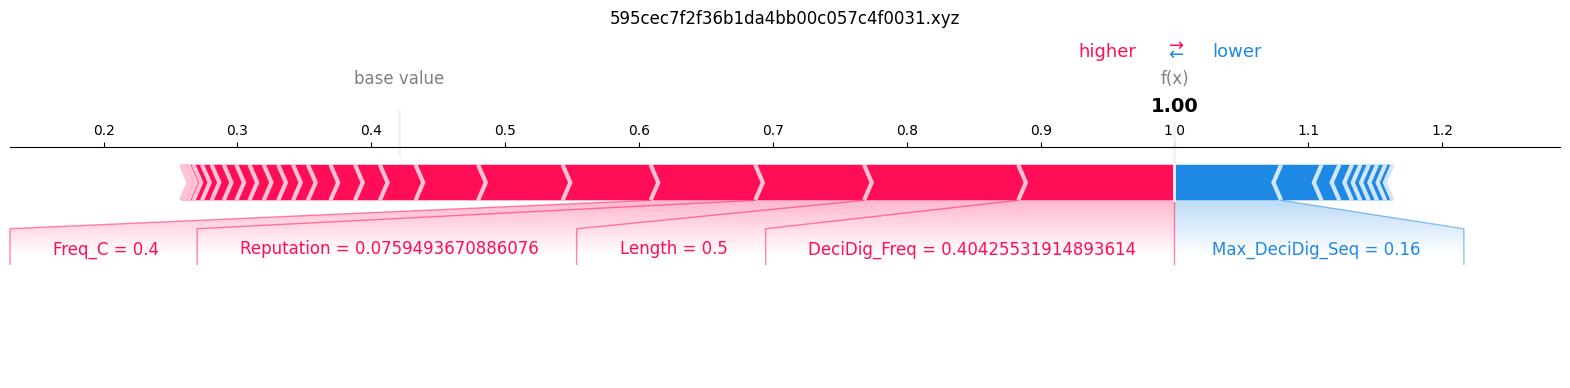 595cec7f2f36b1da4bb00c057c4f0031.xyz
higher ⇄ lower
base value f(x)
1.00
0.2 0.3 0.4 0.5 0.6 0.7 0.8 0.9 1.0 1.1 1.2
Freq_C = 0.4 Reputation = 0.0759493670886076 Length = 0.5 DeciDig_Freq = 0.40425531914893614 Max_DeciDig_Seq = 0.16